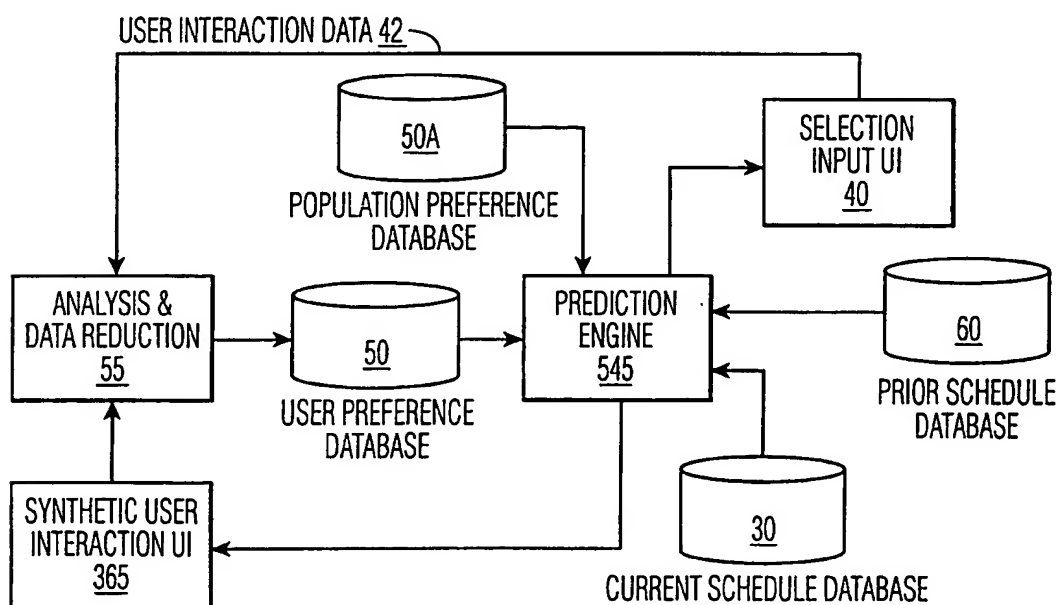 USER INTERACTION DATA 42
50A
POPULATION PREFERENCE
DATABASE
SELECTION
INPUT UI
40
ANALYSIS &
DATA REDUCTION
55
50
USER PREFERENCE
DATABASE
PREDICTION
ENGINE
545
60
PRIOR SCHEDULE
DATABASE
SYNTHETIC USER
INTERACTION UI
365
30
CURRENT SCHEDULE DATABASE